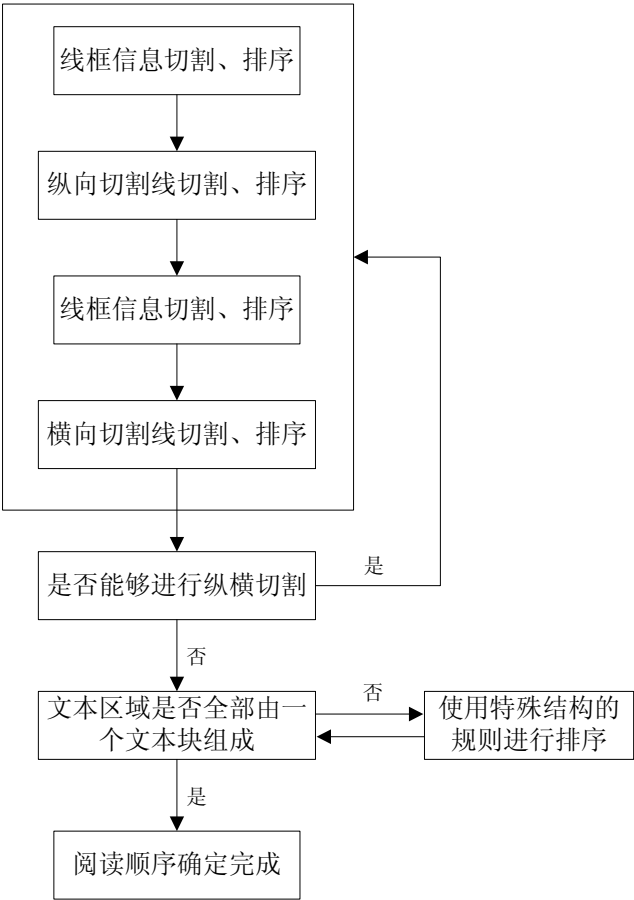 线框信息切割、排序
纵向切割线切割、排序
线框信息切割、排序
横向切割线切割、排序
是否能够进行纵横切割
是
否
文本区域是否全部由一
个文本块组成
否
使用特殊结构的
规则进行排序
是
阅读顺序确定完成